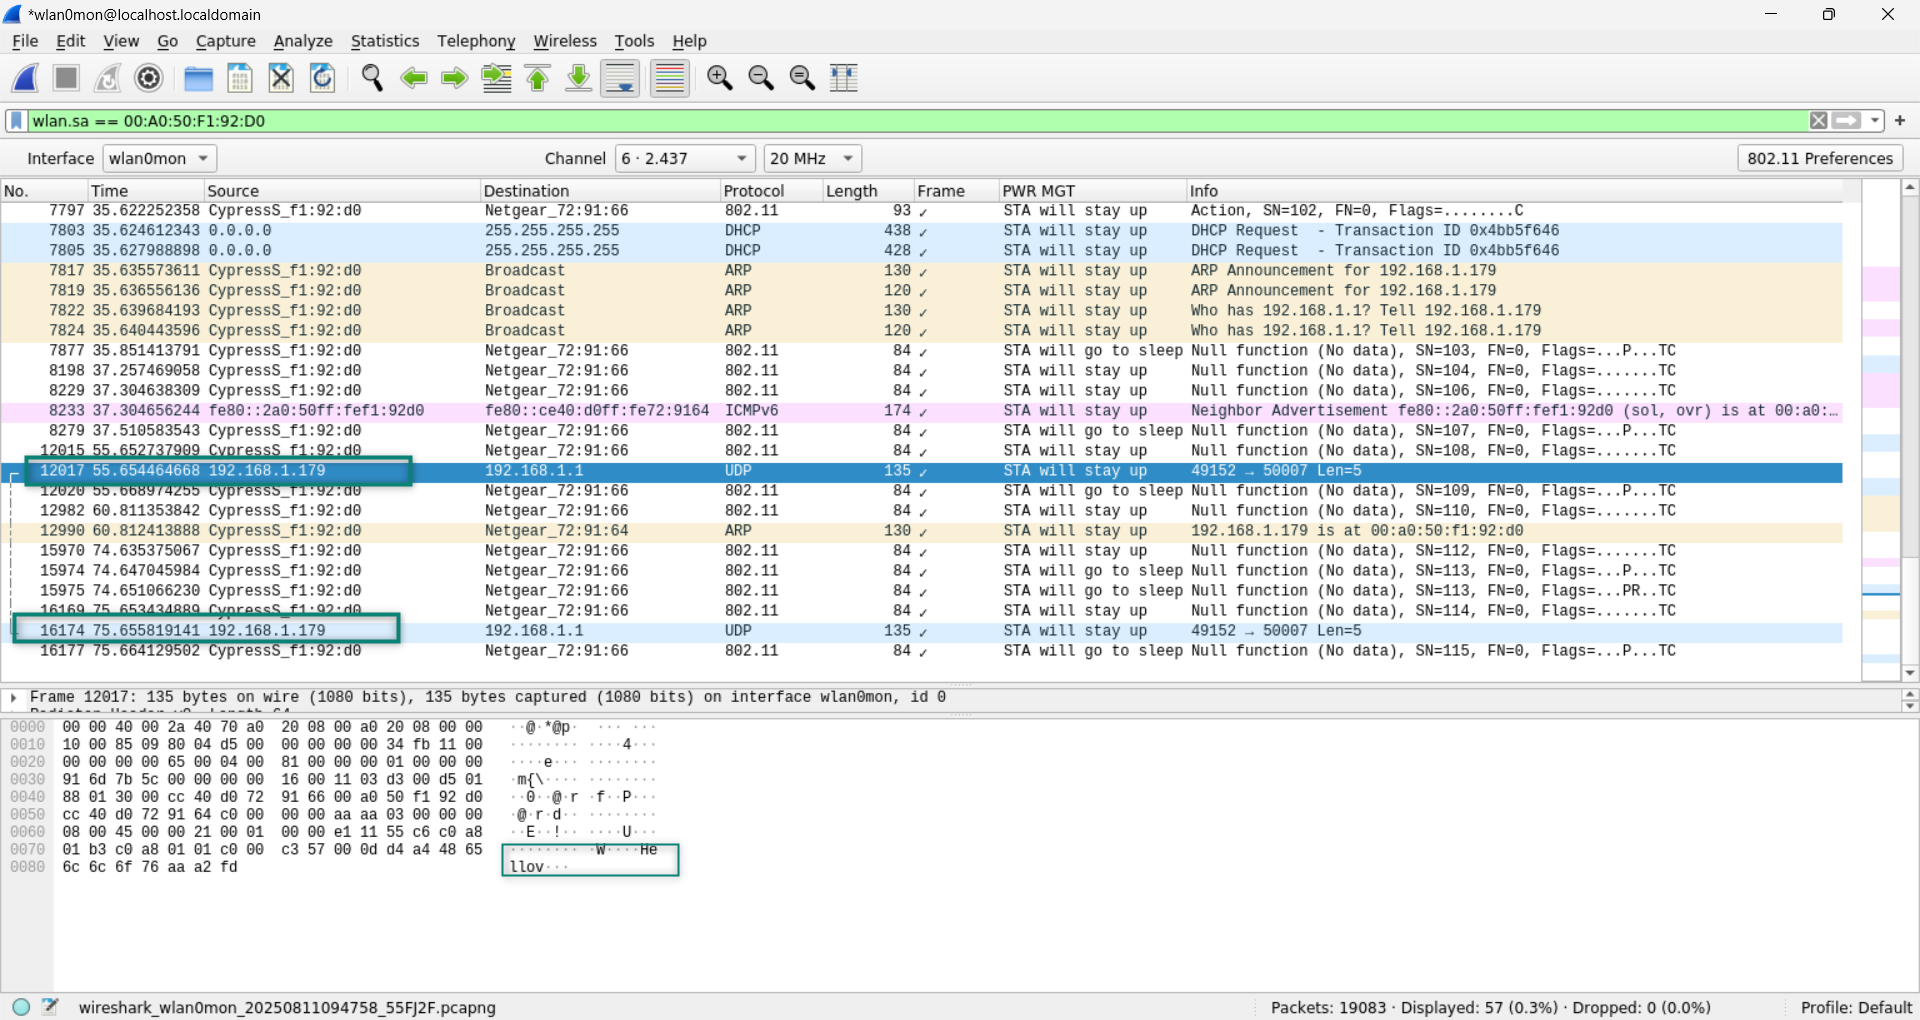 *wlan0mon@localhost.localdomain
File Edit View Go Capture Analyze Statistics Telephony Wireless Tools Help
wlan.sa == 00:A0:50:F1:92:D0
Interface wlan0mon Channel 6 · 2.437 20 MHz 802.11 Preferences
No. Time Source Destination Protocol Length Frame PWR MGT Info
7797 35.622252358 CypressS_f1:92:d0 Netgear_72:91:66 802.11 93 ✓ STA will stay up Action, SN=102, FN=0, Flags=........C
7803 35.624612343 0.0.0.0 255.255.255.255 DHCP 438 ✓ STA will stay up DHCP Request - Transaction ID 0x4bb5f646
7805 35.627988898 0.0.0.0 255.255.255.255 DHCP 428 ✓ STA will stay up DHCP Request - Transaction ID 0x4bb5f646
7817 35.635573611 CypressS_f1:92:d0 Broadcast ARP 130 ✓ STA will stay up ARP Announcement for 192.168.1.179
7819 35.636556136 CypressS_f1:92:d0 Broadcast ARP 120 ✓ STA will stay up ARP Announcement for 192.168.1.179
7822 35.639684193 CypressS_f1:92:d0 Broadcast ARP 130 ✓ STA will stay up Who has 192.168.1.1? Tell 192.168.1.179
7824 35.640443596 CypressS_f1:92:d0 Broadcast ARP 120 ✓ STA will stay up Who has 192.168.1.1? Tell 192.168.1.179
7877 35.851413791 CypressS_f1:92:d0 Netgear_72:91:66 802.11 84 ✓ STA will go to sleep Null function (No data), SN=103, FN=0, Flags=...P...TC
8198 37.257469058 CypressS_f1:92:d0 Netgear_72:91:66 802.11 84 ✓ STA will stay up Null function (No data), SN=104, FN=0, Flags=.......TC
8229 37.304638309 CypressS_f1:92:d0 Netgear_72:91:66 802.11 84 ✓ STA will stay up Null function (No data), SN=106, FN=0, Flags=.......TC
8233 37.304656244 fe80::2a0:50ff:fef1:92d0 fe80::ce40:d0ff:fe72:9164 ICMPv6 174 ✓ STA will stay up Neighbor Advertisement fe80::2a0:50ff:fef1:92d0 (sol, ovr) is at 00:a0:…
8279 37.510583543 CypressS_f1:92:d0 Netgear_72:91:66 802.11 84 ✓ STA will go to sleep Null function (No data), SN=107, FN=0, Flags=...P...TC
12015 55.652737909 CypressS_f1:92:d0 Netgear_72:91:66 802.11 84 ✓ STA will stay up Null function (No data), SN=108, FN=0, Flags=.......TC
12017 55.654464668 192.168.1.179 192.168.1.1 UDP 135 ✓ STA will stay up 49152 → 50007 Len=5
12020 55.668974255 CypressS_f1:92:d0 Netgear_72:91:66 802.11 84 ✓ STA will go to sleep Null function (No data), SN=109, FN=0, Flags=...P...TC
12982 60.811353842 CypressS_f1:92:d0 Netgear_72:91:66 802.11 84 ✓ STA will stay up Null function (No data), SN=110, FN=0, Flags=.......TC
12990 60.812413888 CypressS_f1:92:d0 Netgear_72:91:64 ARP 130 ✓ STA will stay up 192.168.1.179 is at 00:a0:50:f1:92:d0
15970 74.635375067 CypressS_f1:92:d0 Netgear_72:91:66 802.11 84 ✓ STA will stay up Null function (No data), SN=112, FN=0, Flags=.......TC
15974 74.647045984 CypressS_f1:92:d0 Netgear_72:91:66 802.11 84 ✓ STA will go to sleep Null function (No data), SN=113, FN=0, Flags=...P...TC
15975 74.651066230 CypressS_f1:92:d0 Netgear_72:91:66 802.11 84 ✓ STA will go to sleep Null function (No data), SN=113, FN=0, Flags=...PR..TC
16169 75.653434889 CypressS_f1:92:d0 Netgear_72:91:66 802.11 84 ✓ STA will stay up Null function (No data), SN=114, FN=0, Flags=.......TC
16174 75.655819141 192.168.1.179 192.168.1.1 UDP 135 ✓ STA will stay up 49152 → 50007 Len=5
16177 75.664129502 CypressS_f1:92:d0 Netgear_72:91:66 802.11 84 ✓ STA will go to sleep Null function (No data), SN=115, FN=0, Flags=...P...TC
Frame 12017: 135 bytes on wire (1080 bits), 135 bytes captured (1080 bits) on interface wlan0mon, id 0
0000 00 00 40 00 2a 40 70 a0 20 08 00 a0 20 08 00 00 ··@·*@p· ··· ···
0010 10 00 85 09 80 04 d5 00 00 00 00 00 34 fb 11 00 ········ ····4···
0020 00 00 00 00 65 00 04 00 81 00 00 00 01 00 00 00 ····e··· ········
0030 91 6d 7b 5c 00 00 00 00 16 00 11 03 d3 00 d5 01 ·m{\···· ········
0040 88 01 30 00 cc 40 d0 72 91 66 00 a0 50 f1 92 d0 ··0··@·r ·f··P···
0050 cc 40 d0 72 91 64 c0 00 00 00 aa aa 03 00 00 00 ·@·r·d·· ········
0060 08 00 45 00 00 21 00 01 00 00 e1 11 55 c6 c0 a8 ··E··!·· ····U···
0070 01 b3 c0 a8 01 01 c0 00 c3 57 00 0d d4 a4 48 65 ········ ·W····He
0080 6c 6c 6f 76 aa a2 fd llov···
wireshark_wlan0mon_20250811094758_55FJ2F.pcapng Packets: 19083 · Displayed: 57 (0.3%) · Dropped: 0 (0.0%) Profile: Default